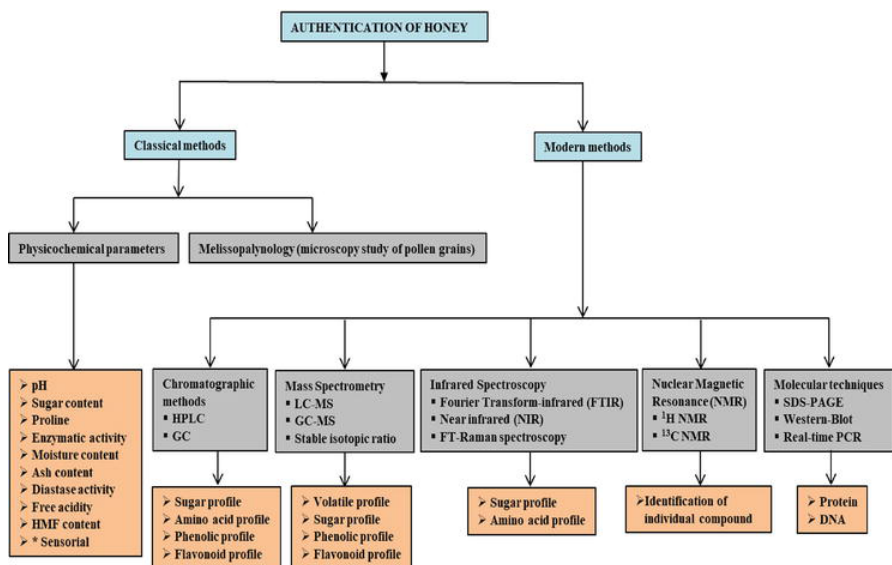 AUTHENTICATION OF HONEY
Classical methods
Modern methods
Physicochemical parameters
Melissopalynology (microscopy study of pollen grains)
➢ pH
➢ Sugar content
➢ Proline
➢ Enzymatic activity
➢ Moisture content
➢ Ash content
➢ Diastase activity
➢ Free acidity
➢ HMF content
➢ * Sensorial
Chromatographic
methods
▪ HPLC
▪ GC
Mass Spectrometry
▪ LC-MS
▪ GC-MS
▪ Stable isotopic ratio
Infrared Spectroscopy
▪ Fourier Transform-infrared (FTIR)
▪ Near infrared (NIR)
▪ FT-Raman spectroscopy
Nuclear Magnetic
Resonance (NMR)
▪ ¹H NMR
▪ ¹³C NMR
Molecular techniques
▪ SDS-PAGE
▪ Western-Blot
▪ Real-time PCR
➢ Sugar profile
➢ Amino acid profile
➢ Phenolic profile
➢ Flavonoid profile
➢ Volatile profile
➢ Sugar profile
➢ Phenolic profile
➢ Flavonoid profile
➢ Sugar profile
➢ Amino acid profile
➢ Identification of
individual compound
➢ Protein
➢ DNA